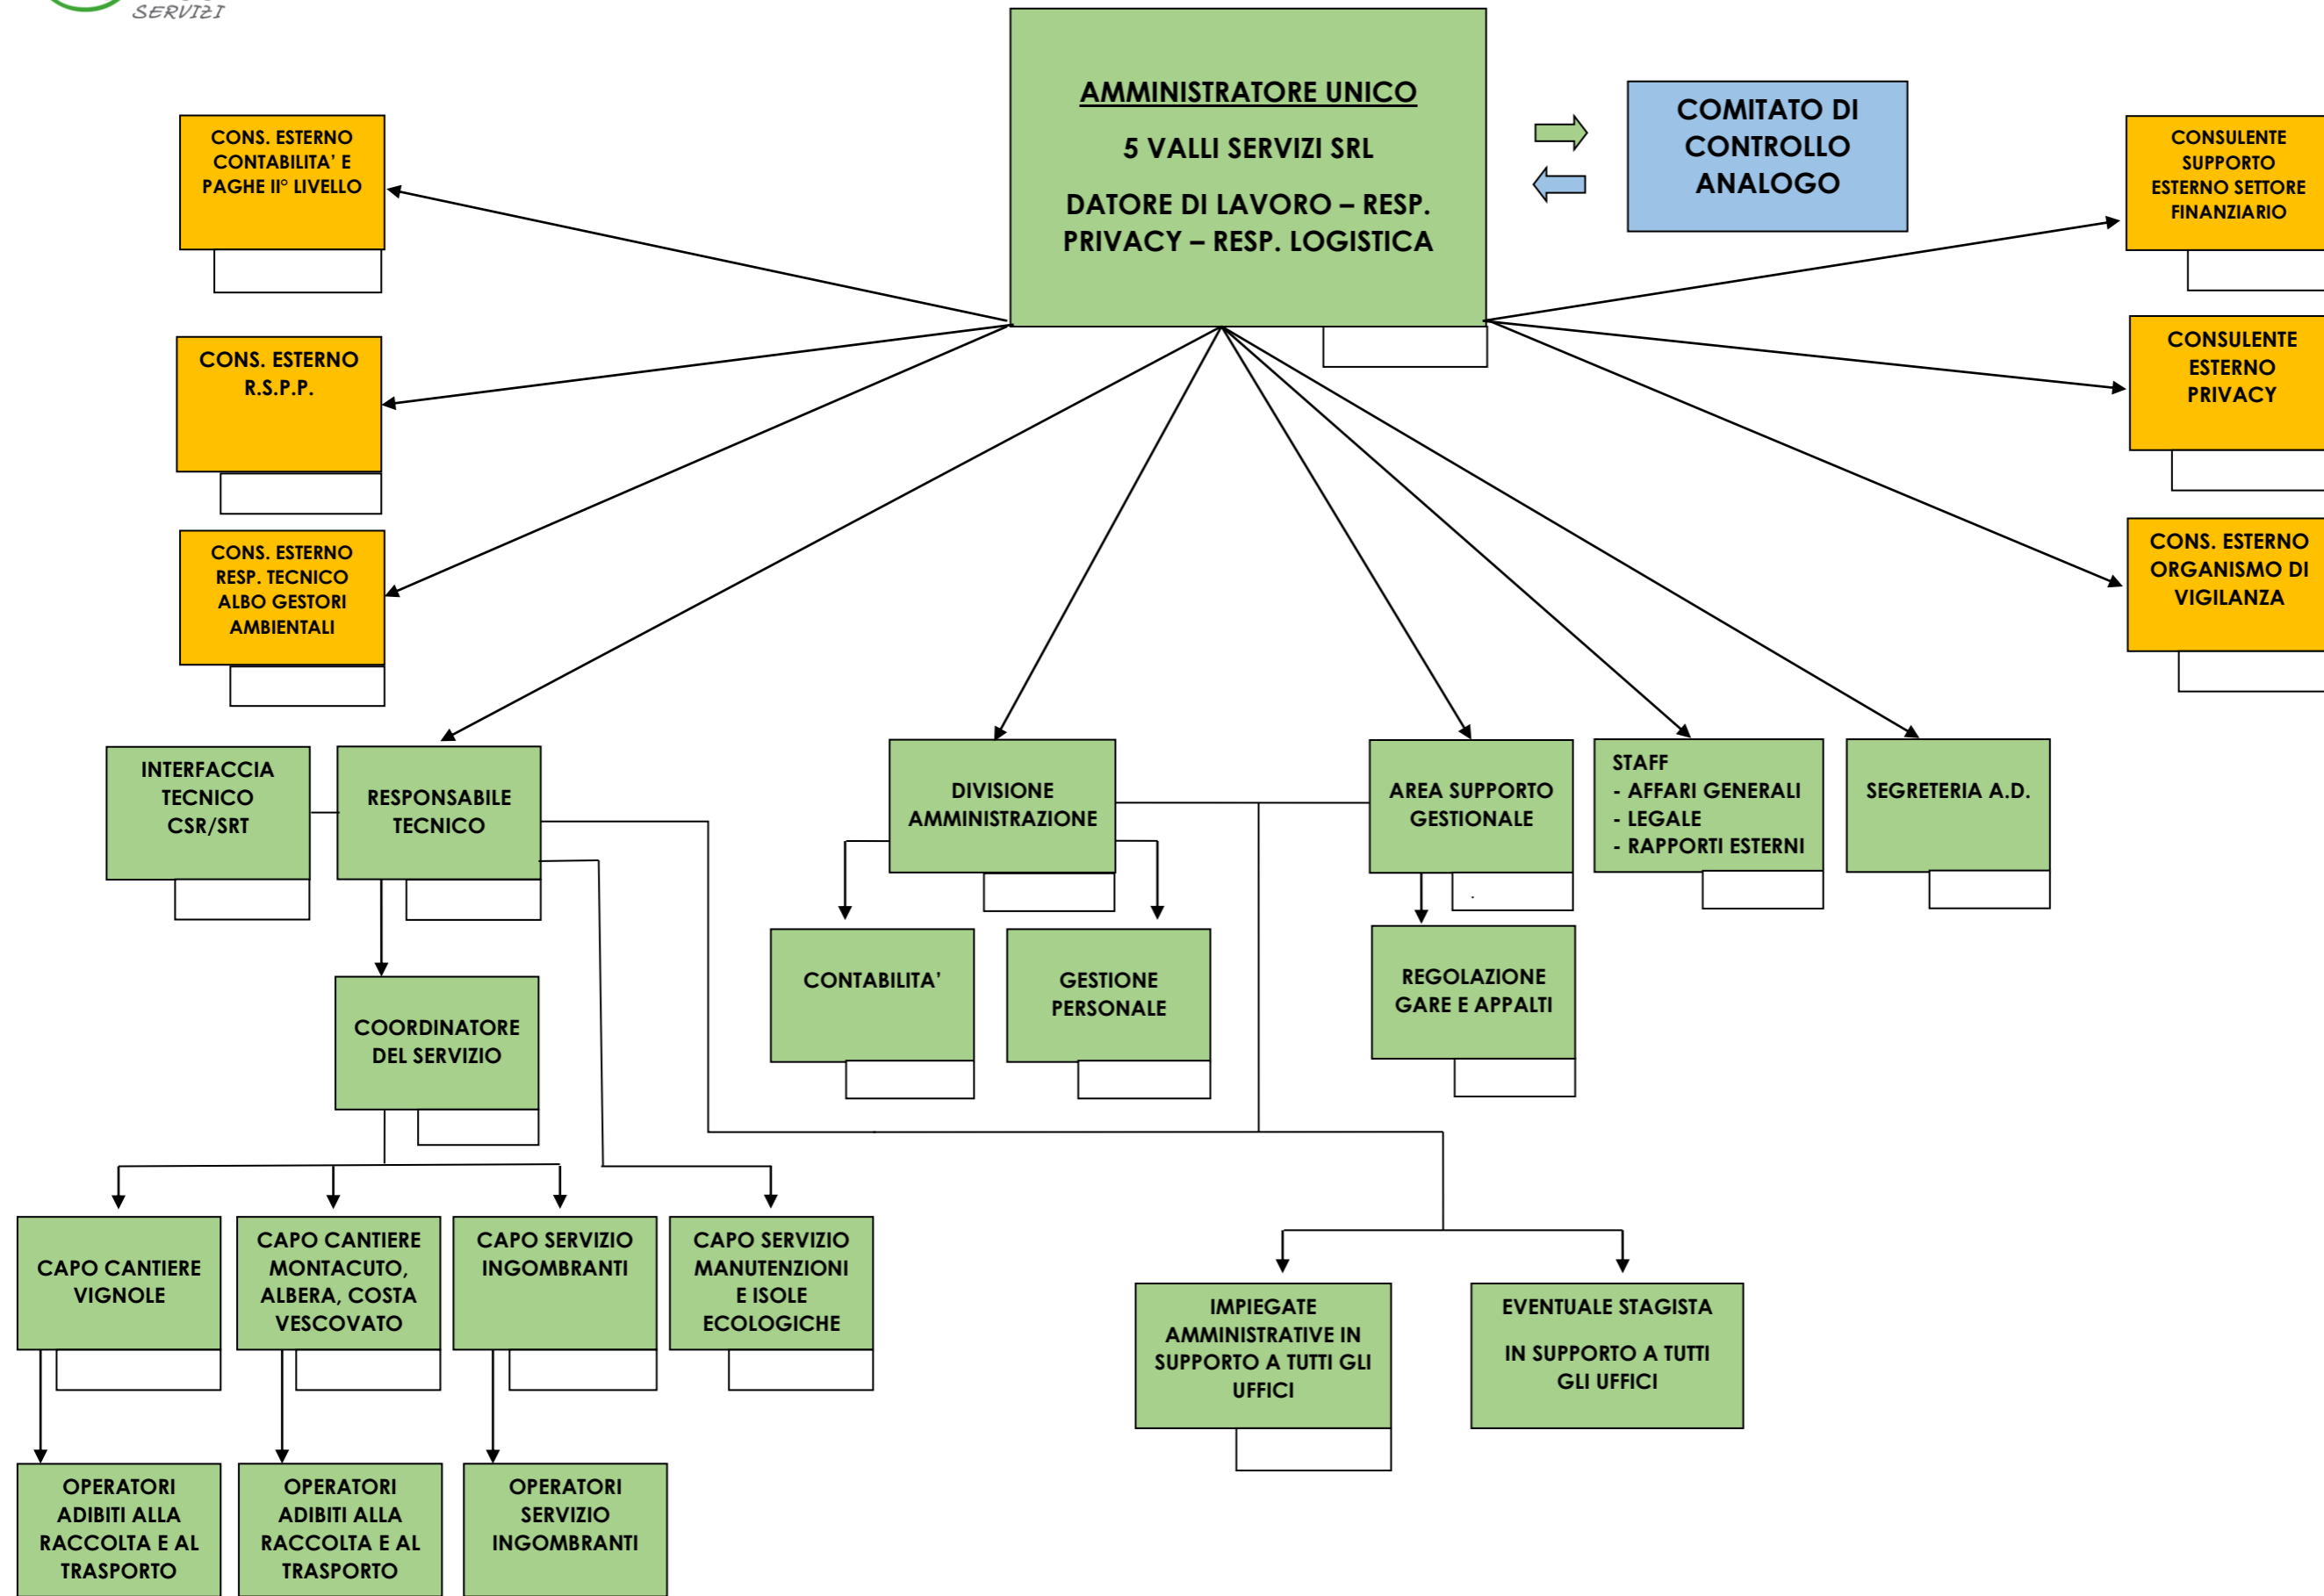 SERVIZI
AMMINISTRATORE UNICO
5 VALLI SERVIZI SRL
DATORE DI LAVORO – RESP.
PRIVACY – RESP. LOGISTICA
COMITATO DI
CONTROLLO
ANALOGO
CONS. ESTERNO
CONTABILITA’ E
PAGHE II° LIVELLO
CONSULENTE
SUPPORTO
ESTERNO SETTORE
FINANZIARIO
CONS. ESTERNO
R.S.P.P.
CONSULENTE
ESTERNO
PRIVACY
CONS. ESTERNO
RESP. TECNICO
ALBO GESTORI
AMBIENTALI
CONS. ESTERNO
ORGANISMO DI
VIGILANZA
INTERFACCIA
TECNICO
CSR/SRT
RESPONSABILE
TECNICO
DIVISIONE
AMMINISTRAZIONE
AREA SUPPORTO
GESTIONALE
.
STAFF
- AFFARI GENERALI
- LEGALE
- RAPPORTI ESTERNI
SEGRETERIA A.D.
COORDINATORE
DEL SERVIZIO
CONTABILITA’
GESTIONE
PERSONALE
REGOLAZIONE
GARE E APPALTI
CAPO CANTIERE
VIGNOLE
CAPO CANTIERE
MONTACUTO,
ALBERA, COSTA
VESCOVATO
CAPO SERVIZIO
INGOMBRANTI
CAPO SERVIZIO
MANUTENZIONI
E ISOLE
ECOLOGICHE
IMPIEGATE
AMMINISTRATIVE IN
SUPPORTO A TUTTI GLI
UFFICI
EVENTUALE STAGISTA
IN SUPPORTO A TUTTI
GLI UFFICI
OPERATORI
ADIBITI ALLA
RACCOLTA E AL
TRASPORTO
OPERATORI
ADIBITI ALLA
RACCOLTA E AL
TRASPORTO
OPERATORI
SERVIZIO
INGOMBRANTI